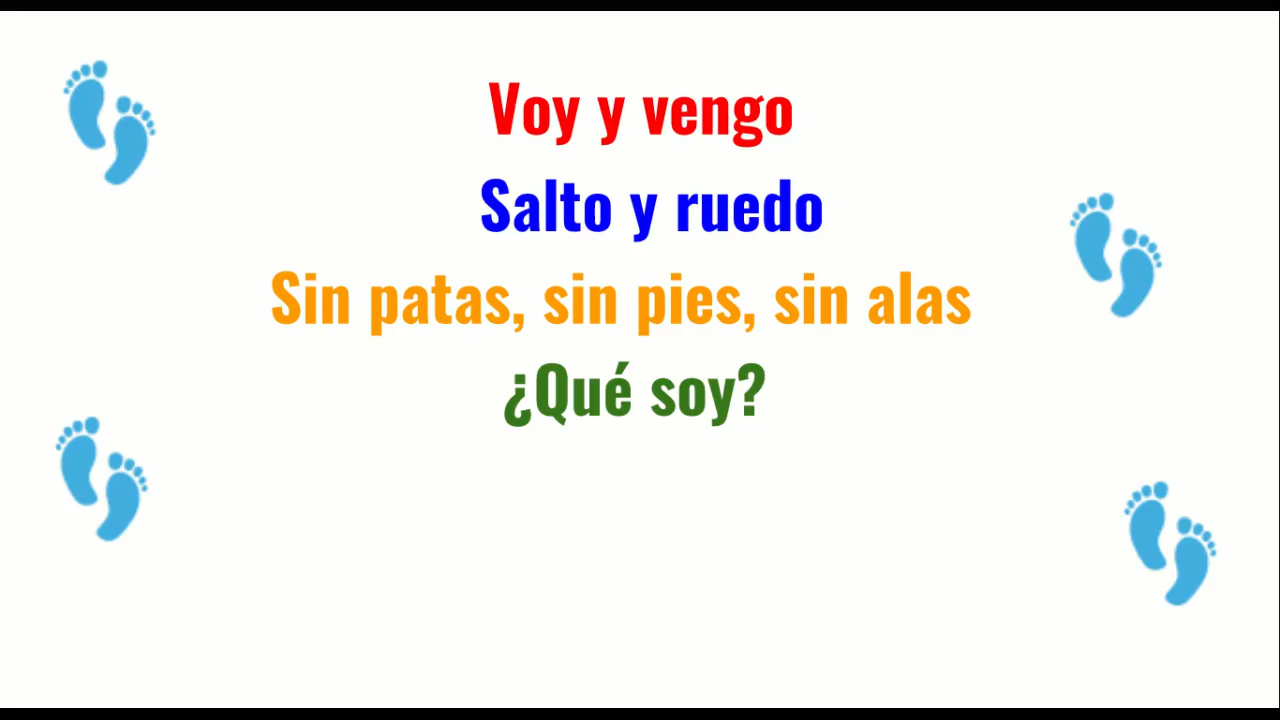 Voy y vengo
Salto y ruedo
Sin patas, sin pies, sin alas
¿Qué soy?